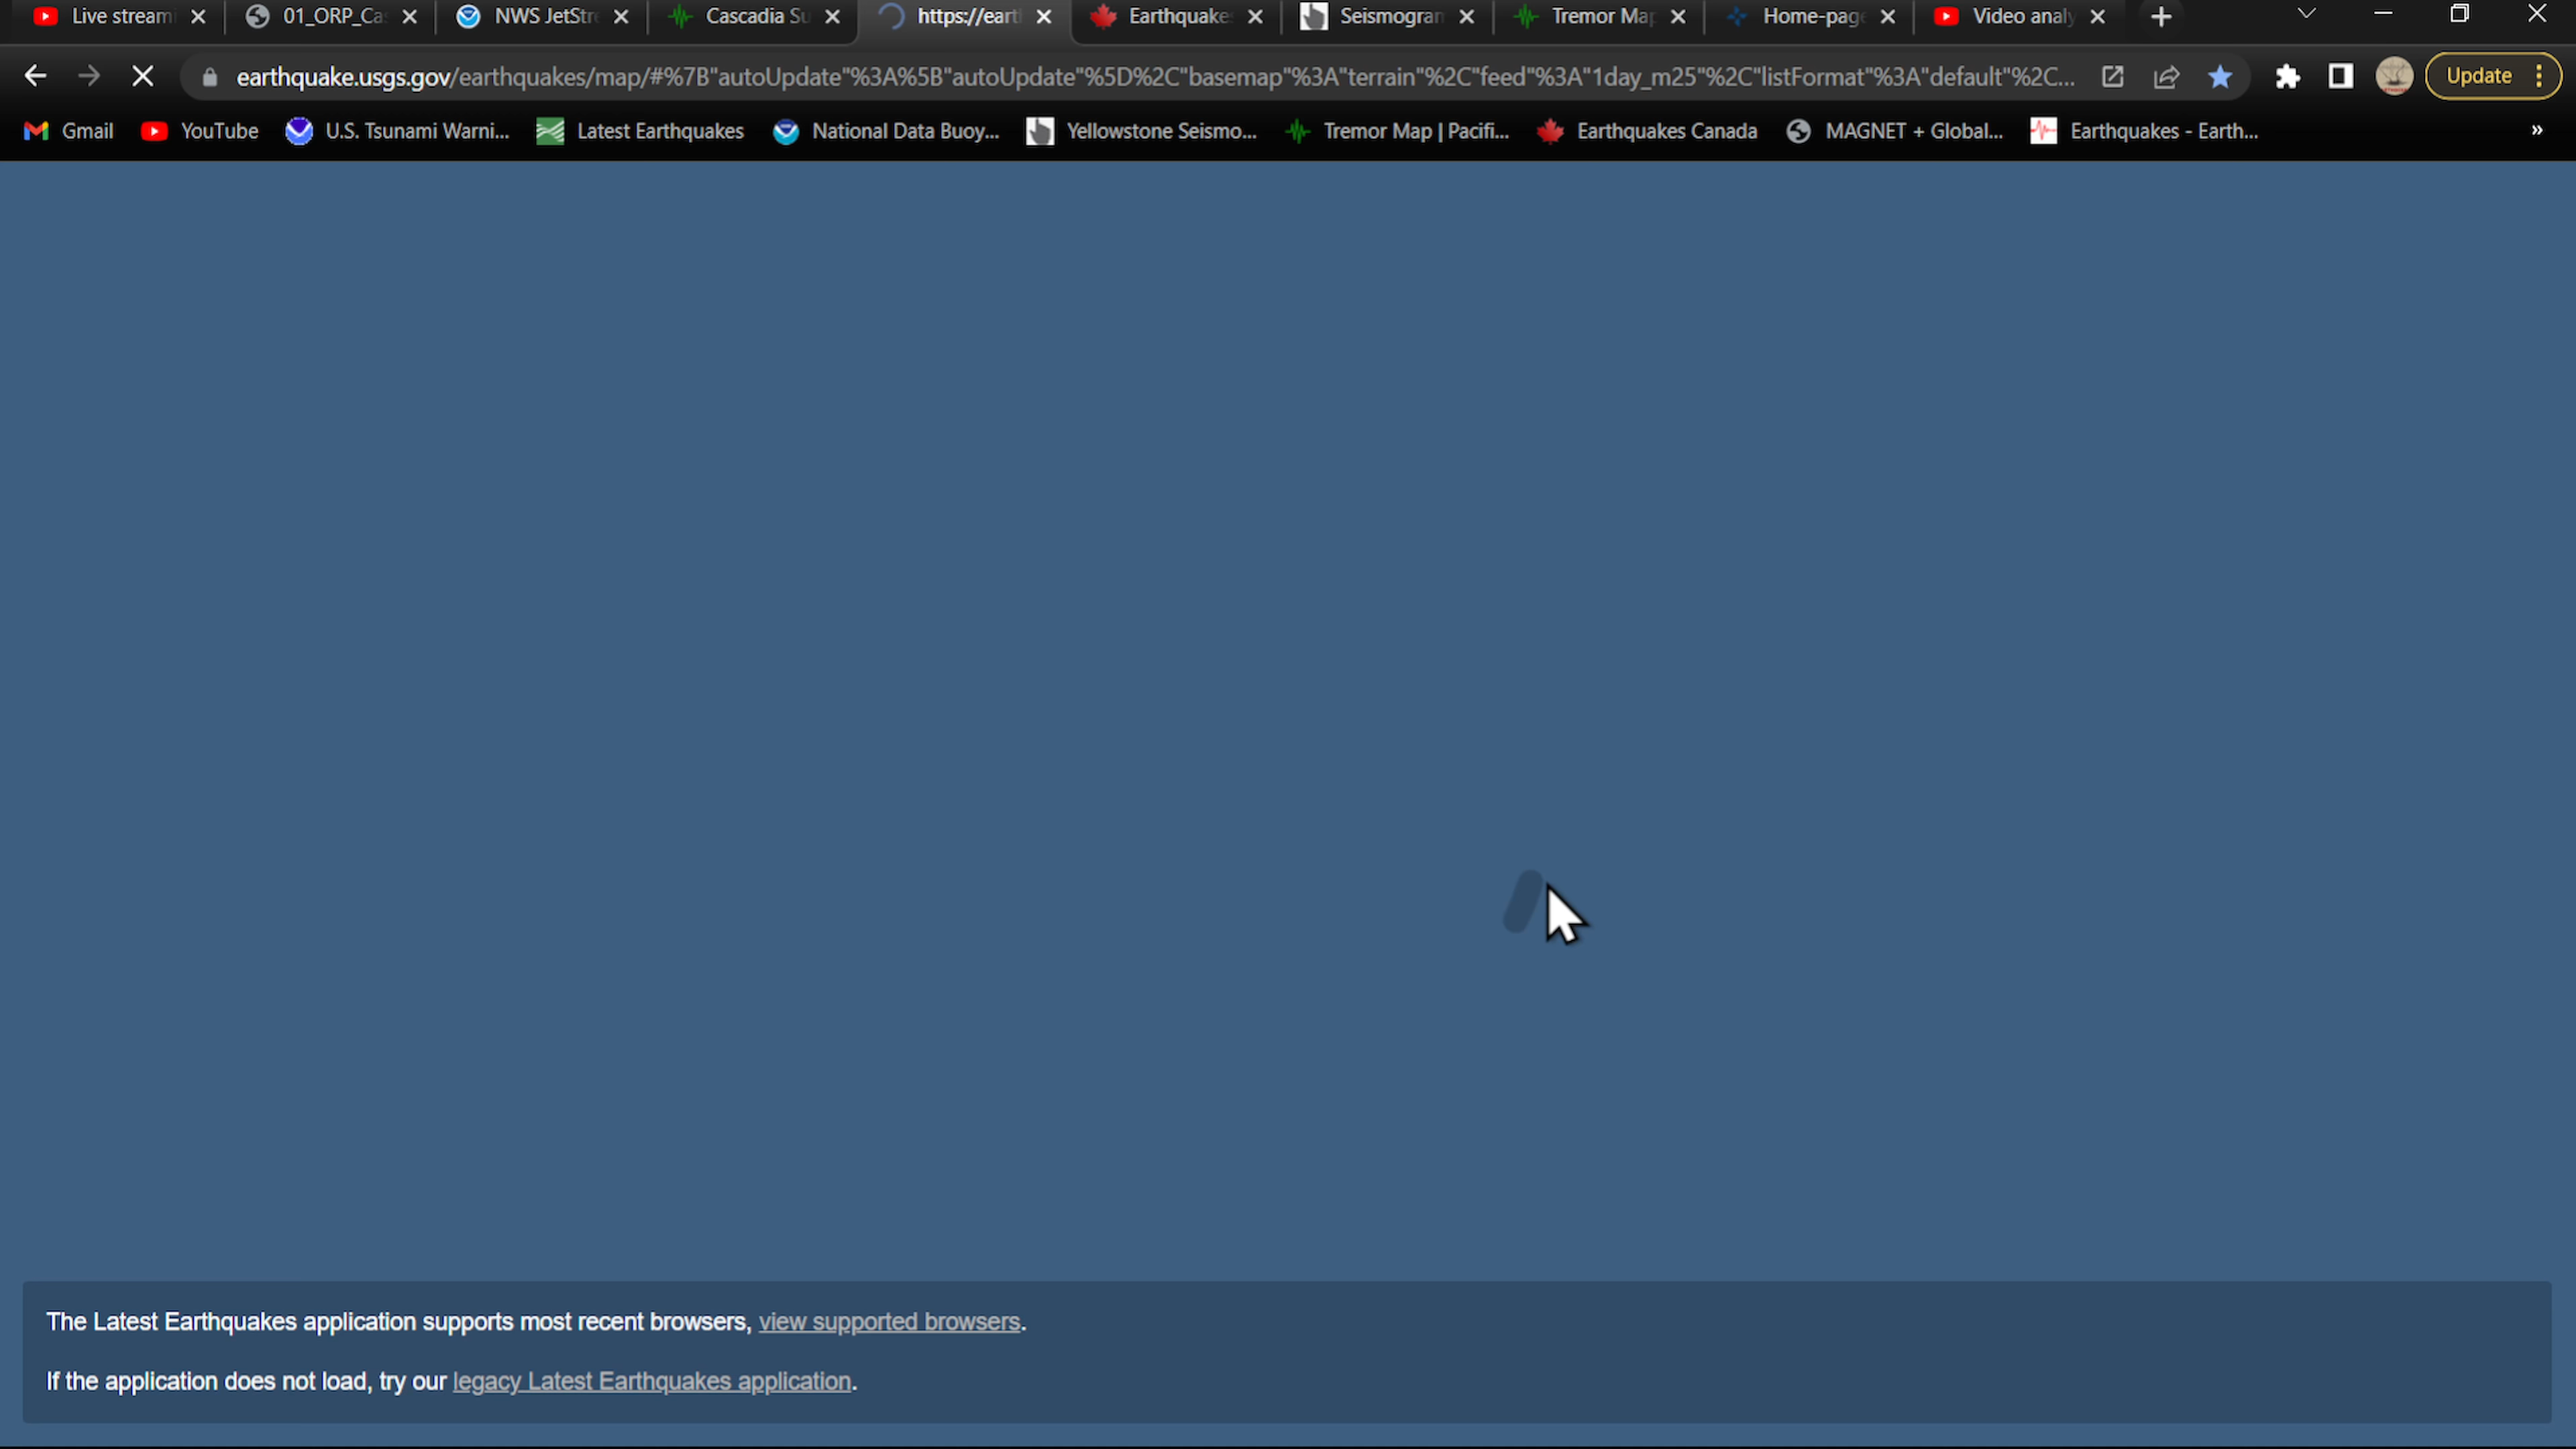 Live stream
01_ORP_Ca
NWS JetStr
Cascadia Su
https://eart
Earthquake
Seismogram
Tremor Map
Home-page
Video analy
earthquake.usgs.gov/earthquakes/map/#%7B"autoUpdate"%3A%5B"autoUpdate"%5D%2C"basemap"%3A"terrain"%2C"feed"%3A"1day_m25"%2C"listFormat"%3A"default"%2C...
Update
Gmail
YouTube
U.S. Tsunami Warni...
Latest Earthquakes
National Data Buoy...
Yellowstone Seismo...
Tremor Map | Pacifi...
Earthquakes Canada
MAGNET + Global...
Earthquakes - Earth...
The Latest Earthquakes application supports most recent browsers, view supported browsers.
If the application does not load, try our legacy Latest Earthquakes application.